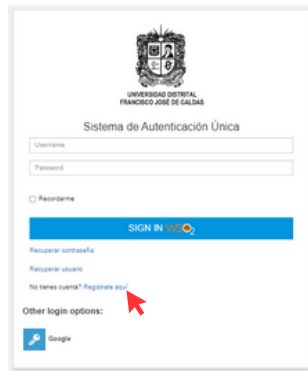 UNIVERSIDAD DISTRITAL
FRANCISCO JOSÉ DE CALDAS
Sistema de Autenticación Única
Username
Password
Recordarme
SIGN IN WSO2
Recuperar contraseña
Recuperar usuario
No tienes cuenta? Registrate aquí
Other login options:
Google